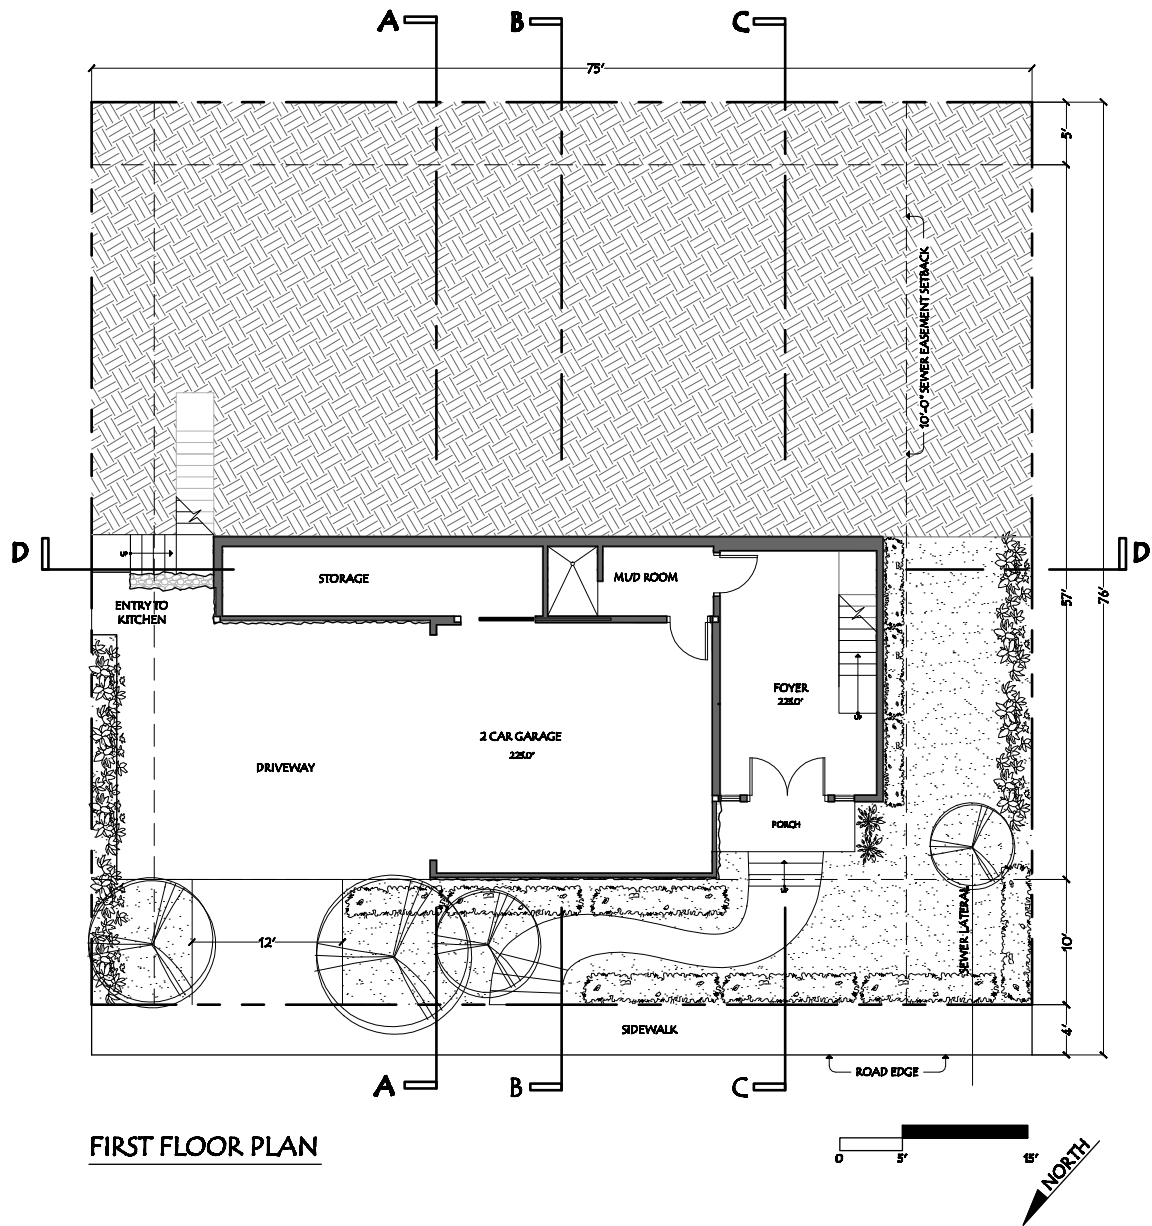 A
B
C
75'
5'
10'-0" SEWER EASEMENT SETBACK
D
UP
STORAGE
MUD ROOM
D
ENTRY TO
KITCHEN
57'
76'
FOYER
225.0'
UP
2 CAR GARAGE
225.0"
DRIVEWAY
PORCH
UP
SEWER LATERAL
12'
10'
SIDEWALK
4'
ROAD EDGE
A
B
C
FIRST FLOOR PLAN
0
5'
15'
NORTH